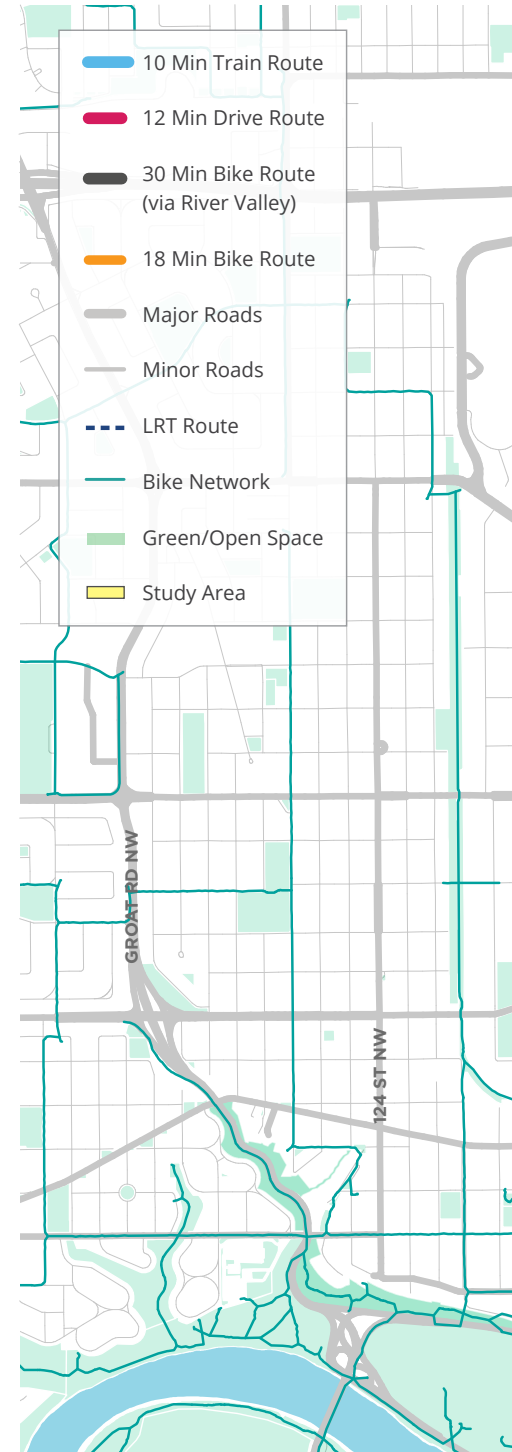 10 Min Train Route
12 Min Drive Route
30 Min Bike Route
(via River Valley)
18 Min Bike Route
Major Roads
Minor Roads
LRT Route
Bike Network
Green/Open Space
Study Area
GROAT RD NW
124 ST NW